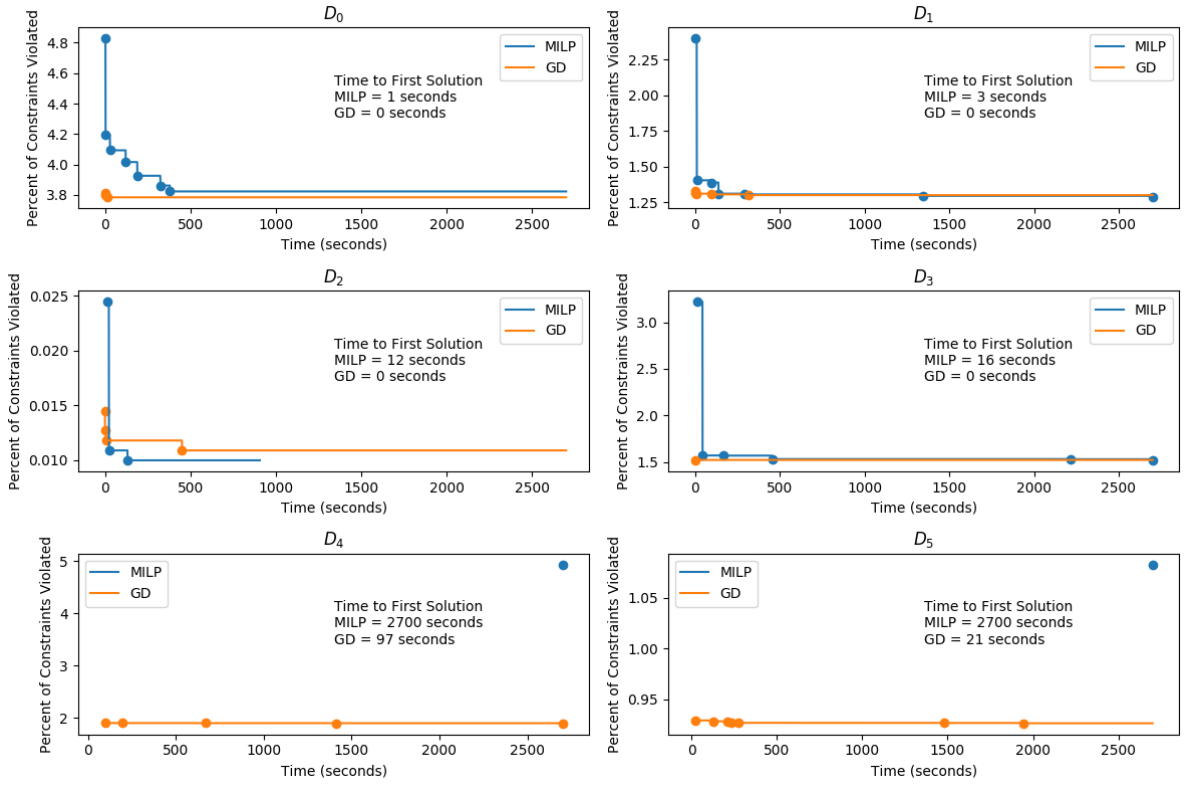 D0
Percent of Constraints Violated
4.8
4.6
4.4
4.2
4.0
3.8
MILP
GD
Time to First Solution
MILP = 1 seconds
GD = 0 seconds
0 500 1000 1500 2000 2500
Time (seconds)
D1
Percent of Constraints Violated
2.25
2.00
1.75
1.50
1.25
MILP
GD
Time to First Solution
MILP = 3 seconds
GD = 0 seconds
0 500 1000 1500 2000 2500
Time (seconds)
D2
Percent of Constraints Violated
0.025
0.020
0.015
0.010
MILP
GD
Time to First Solution
MILP = 12 seconds
GD = 0 seconds
0 500 1000 1500 2000 2500
Time (seconds)
D3
Percent of Constraints Violated
3.0
2.5
2.0
1.5
MILP
GD
Time to First Solution
MILP = 16 seconds
GD = 0 seconds
0 500 1000 1500 2000 2500
Time (seconds)
D4
Percent of Constraints Violated
5
4
3
2
MILP
GD
Time to First Solution
MILP = 2700 seconds
GD = 97 seconds
0 500 1000 1500 2000 2500
Time (seconds)
D5
Percent of Constraints Violated
1.05
1.00
0.95
MILP
GD
Time to First Solution
MILP = 2700 seconds
GD = 21 seconds
0 500 1000 1500 2000 2500
Time (seconds)